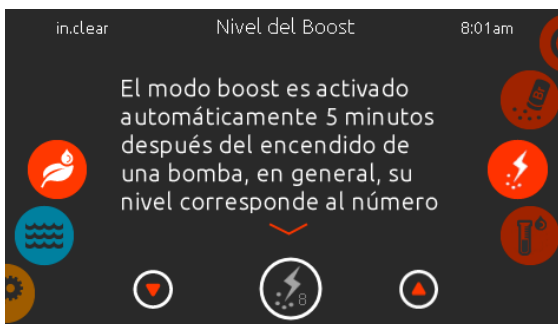 in.clear
Nivel del Boost
8:01am
El modo boost es activado
automáticamente 5 minutos
después del encendido de
una bomba, en general, su
nivel corresponde al número
Br
8